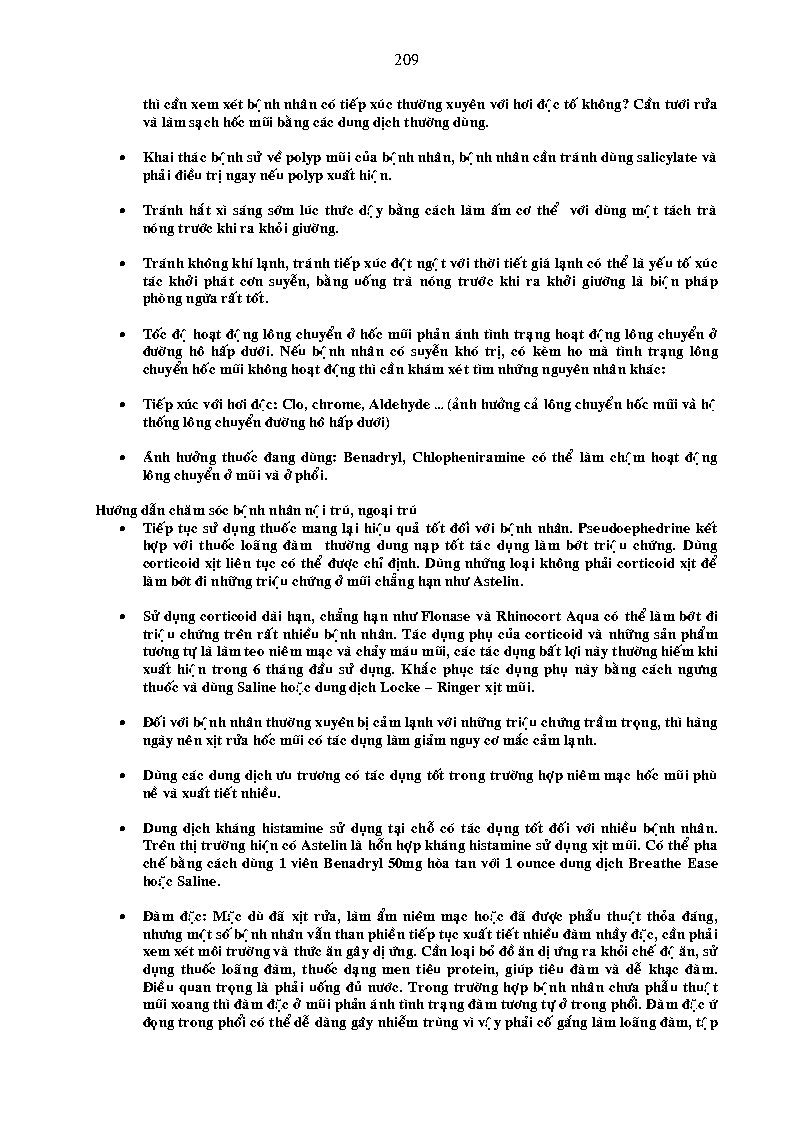 209
thì cần xem xét bệnh nhân có tiếp xúc thường xuyên với hơi độc tố không? Cần tưới rửa
và làm sạch hốc mũi bằng các dung dịch thường dùng.
• Khai thác bệnh sử về polyp mũi của bệnh nhân, bệnh nhân cần tránh dùng salicylate và
phải điều trị ngay nếu polyp xuất hiện.
• Tránh hắt xì sáng sớm lúc thức dậy bằng cách làm ấm cơ thể với dùng một tách trà
nóng trước khi ra khỏi giường.
• Tránh không khí lạnh, tránh tiếp xúc đột ngột với thời tiết giá lạnh có thể là yếu tố xúc
tác khởi phát cơn suyễn, bằng uống trà nóng trước khi ra khởi giường là biện pháp
phòng ngừa rất tốt.
• Tốc độ hoạt động lông chuyển ở hốc mũi phản ánh tình trạng hoạt động lông chuyển ở
đường hô hấp dưới. Nếu bệnh nhân có suyễn khó trị, có kèm ho mà tình trạng lông
chuyển hốc mũi không hoạt động thì cần khám xét tìm những nguyên nhân khác:
• Tiếp xúc với hơi độc: Clo, chrome, Aldehyde ... (ảnh hưởng cả lông chuyển hốc mũi và hệ
thống lông chuyển đường hô hấp dưới)
• Ảnh hưởng thuốc đang dùng: Benadryl, Chlopheniramine có thể làm chậm hoạt động
lông chuyển ở mũi và ở phổi.
Hướng dẫn chăm sóc bệnh nhân nội trú, ngoại trú
• Tiếp tục sử dụng thuốc mang lại hiệu quả tốt đối với bệnh nhân. Pseudoephedrine kết
hợp với thuốc loãng đàm thường dung nạp tốt tác dụng làm bớt triệu chứng. Dùng
corticoid xịt liên tục có thể được chỉ định. Dùng những loại không phải corticoid xịt để
làm bớt đi những triệu chứng ở mũi chẳng hạn như Astelin.
• Sử dụng corticoid dài hạn, chẳng hạn như Flonase và Rhinocort Aqua có thể làm bớt đi
triệu chứng trên rất nhiều bệnh nhân. Tác dụng phụ của corticoid và những sản phẩm
tương tự là làm teo niêm mạc và chảy máu mũi, các tác dụng bất lợi này thường hiếm khi
xuất hiện trong 6 tháng đầu sử dụng. Khắc phục tác dụng phụ này bằng cách ngưng
thuốc và dùng Saline hoặc dung dịch Locke – Ringer xịt mũi.
• Đối với bệnh nhân thường xuyên bị cảm lạnh với những triệu chứng trầm trọng, thì hàng
ngày nên xịt rửa hốc mũi có tác dụng làm giảm nguy cơ mắc cảm lạnh.
• Dùng các dung dịch ưu trương có tác dụng tốt trong trường hợp niêm mạc hốc mũi phù
nề và xuất tiết nhiều.
• Dung dịch kháng histamine sử dụng tại chỗ có tác dụng tốt đối với nhiều bệnh nhân.
Trên thị trường hiện có Astelin là hỗn hợp kháng histamine sử dụng xịt mũi. Có thể pha
chế bằng cách dùng 1 viên Benadryl 50mg hòa tan với 1 ounce dung dịch Breathe Ease
hoặc Saline.
• Đàm đặc: Mặc dù đã xịt rửa, làm ẩm niêm mạc hoặc đã được phẫu thuật thỏa đáng,
nhưng một số bệnh nhân vẫn than phiền tiếp tục xuất tiết nhiều đàm nhầy đặc, cần phải
xem xét môi trường và thức ăn gây dị ứng. Cần loại bỏ đồ ăn dị ứng ra khỏi chế độ ăn, sử
dụng thuốc loãng đàm, thuốc dạng men tiêu protein, giúp tiêu đàm và dễ khạc đàm.
Điều quan trọng là phải uống đủ nước. Trong trường hợp bệnh nhân chưa phẫu thuật
mũi xoang thì đàm đặc ở mũi phản ánh tình trạng đàm tương tự ở trong phổi. Đàm đặc ứ
đọng trong phổi có thể dễ dàng gây nhiễm trùng vì vậy phải cố gắng làm loãng đàm, tập